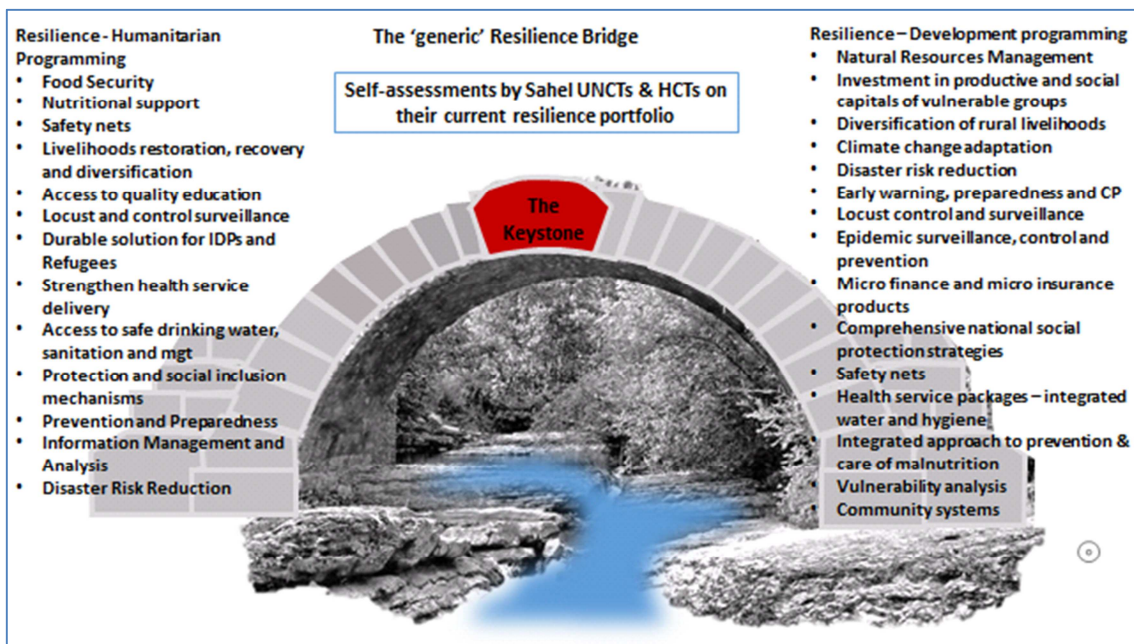 Resilience - Humanitarian
Programming
• Food Security
• Nutritional support
• Safety nets
• Livelihoods restoration, recovery
and diversification
• Access to quality education
• Locust and control surveillance
• Durable solution for IDPs and
Refugees
• Strengthen health service
delivery
• Access to safe drinking water,
sanitation and mgt
• Protection and social inclusion
mechanisms
• Prevention and Preparedness
• Information Management and
Analysis
• Disaster Risk Reduction
The ‘generic’ Resilience Bridge
Self-assessments by Sahel UNCTs & HCTs on
their current resilience portfolio
The
Keystone
Resilience – Development programming
• Natural Resources Management
• Investment in productive and social
capitals of vulnerable groups
• Diversification of rural livelihoods
• Climate change adaptation
• Disaster risk reduction
• Early warning, preparedness and CP
• Locust control and surveillance
• Epidemic surveillance, control and
prevention
• Micro finance and micro insurance
products
• Comprehensive national social
protection strategies
• Safety nets
• Health service packages – integrated
water and hygiene
• Integrated approach to prevention &
care of malnutrition
• Vulnerability analysis
• Community systems